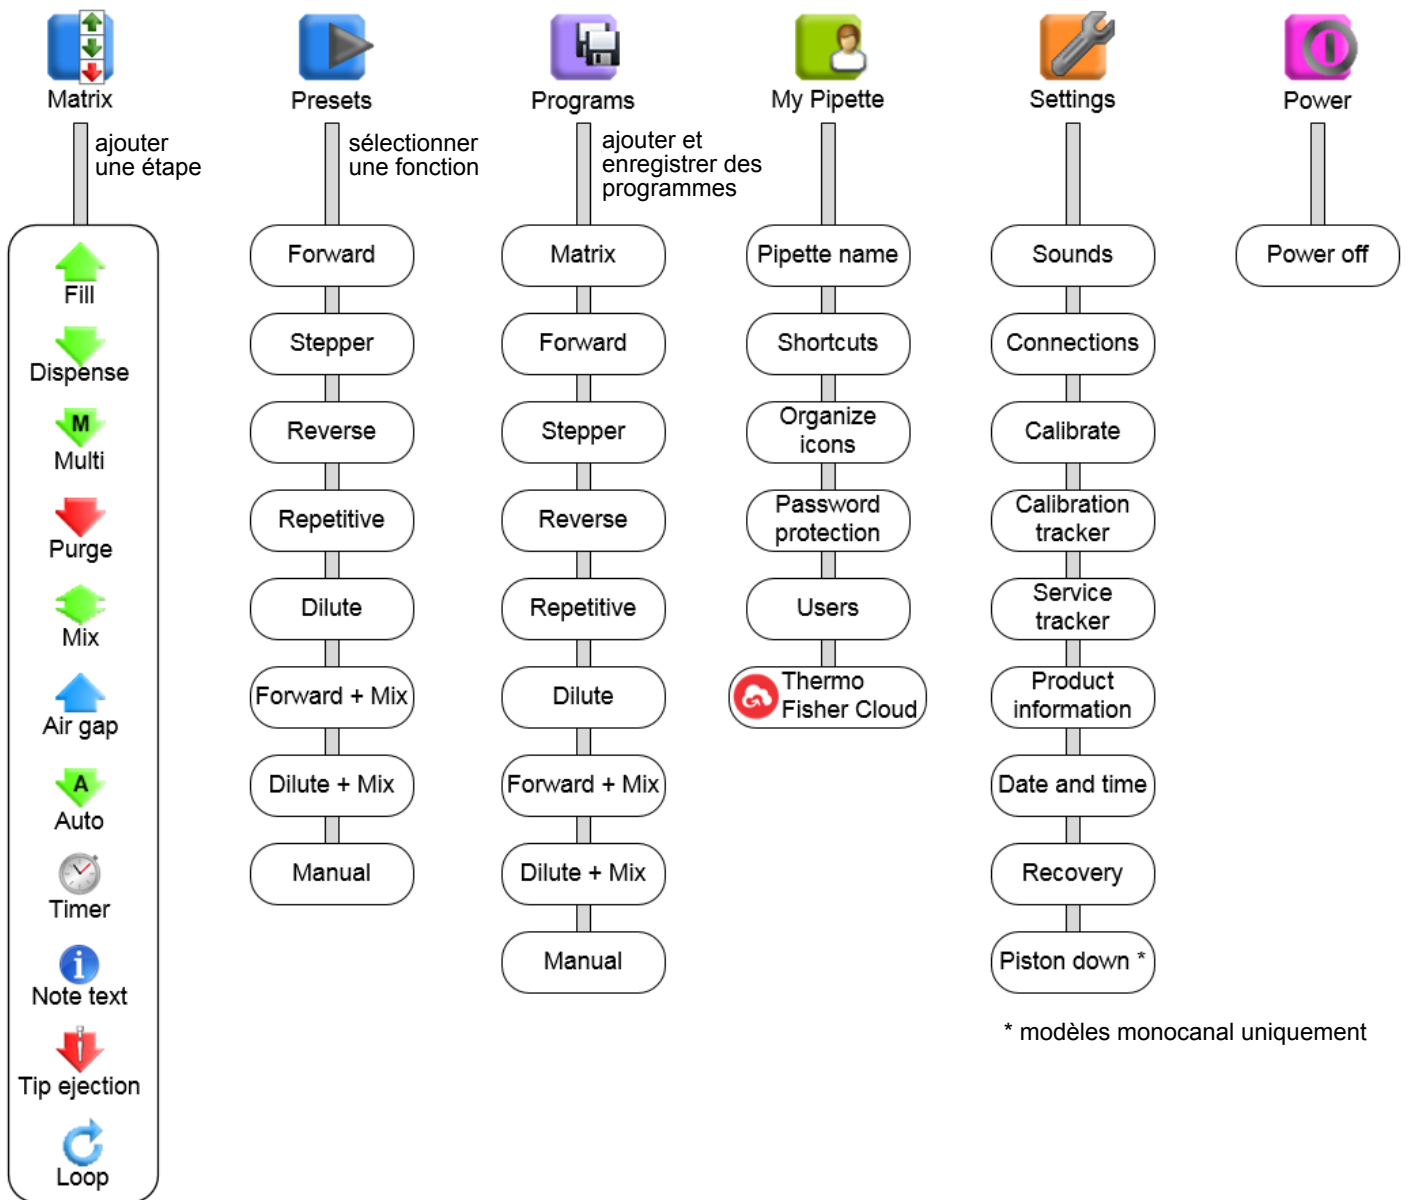 Matrix
Presets
Programs
My Pipette
Settings
Power
ajouter
une étape
sélectionner
une fonction
ajouter et
enregistrer des
programmes
Fill
Dispense
M
Multi
Purge
Mix
Air gap
A
Auto
Timer
i
Note text
Tip ejection
Loop
Forward
Stepper
Reverse
Repetitive
Dilute
Forward + Mix
Dilute + Mix
Manual
Matrix
Forward
Stepper
Reverse
Repetitive
Dilute
Forward + Mix
Dilute + Mix
Manual
Pipette name
Shortcuts
Organize
icons
Password
protection
Users
Thermo
Fisher Cloud
Sounds
Connections
Calibrate
Calibration
tracker
Service
tracker
Product
information
Date and time
Recovery
Piston down *
* modèles monocanal uniquement
Power off